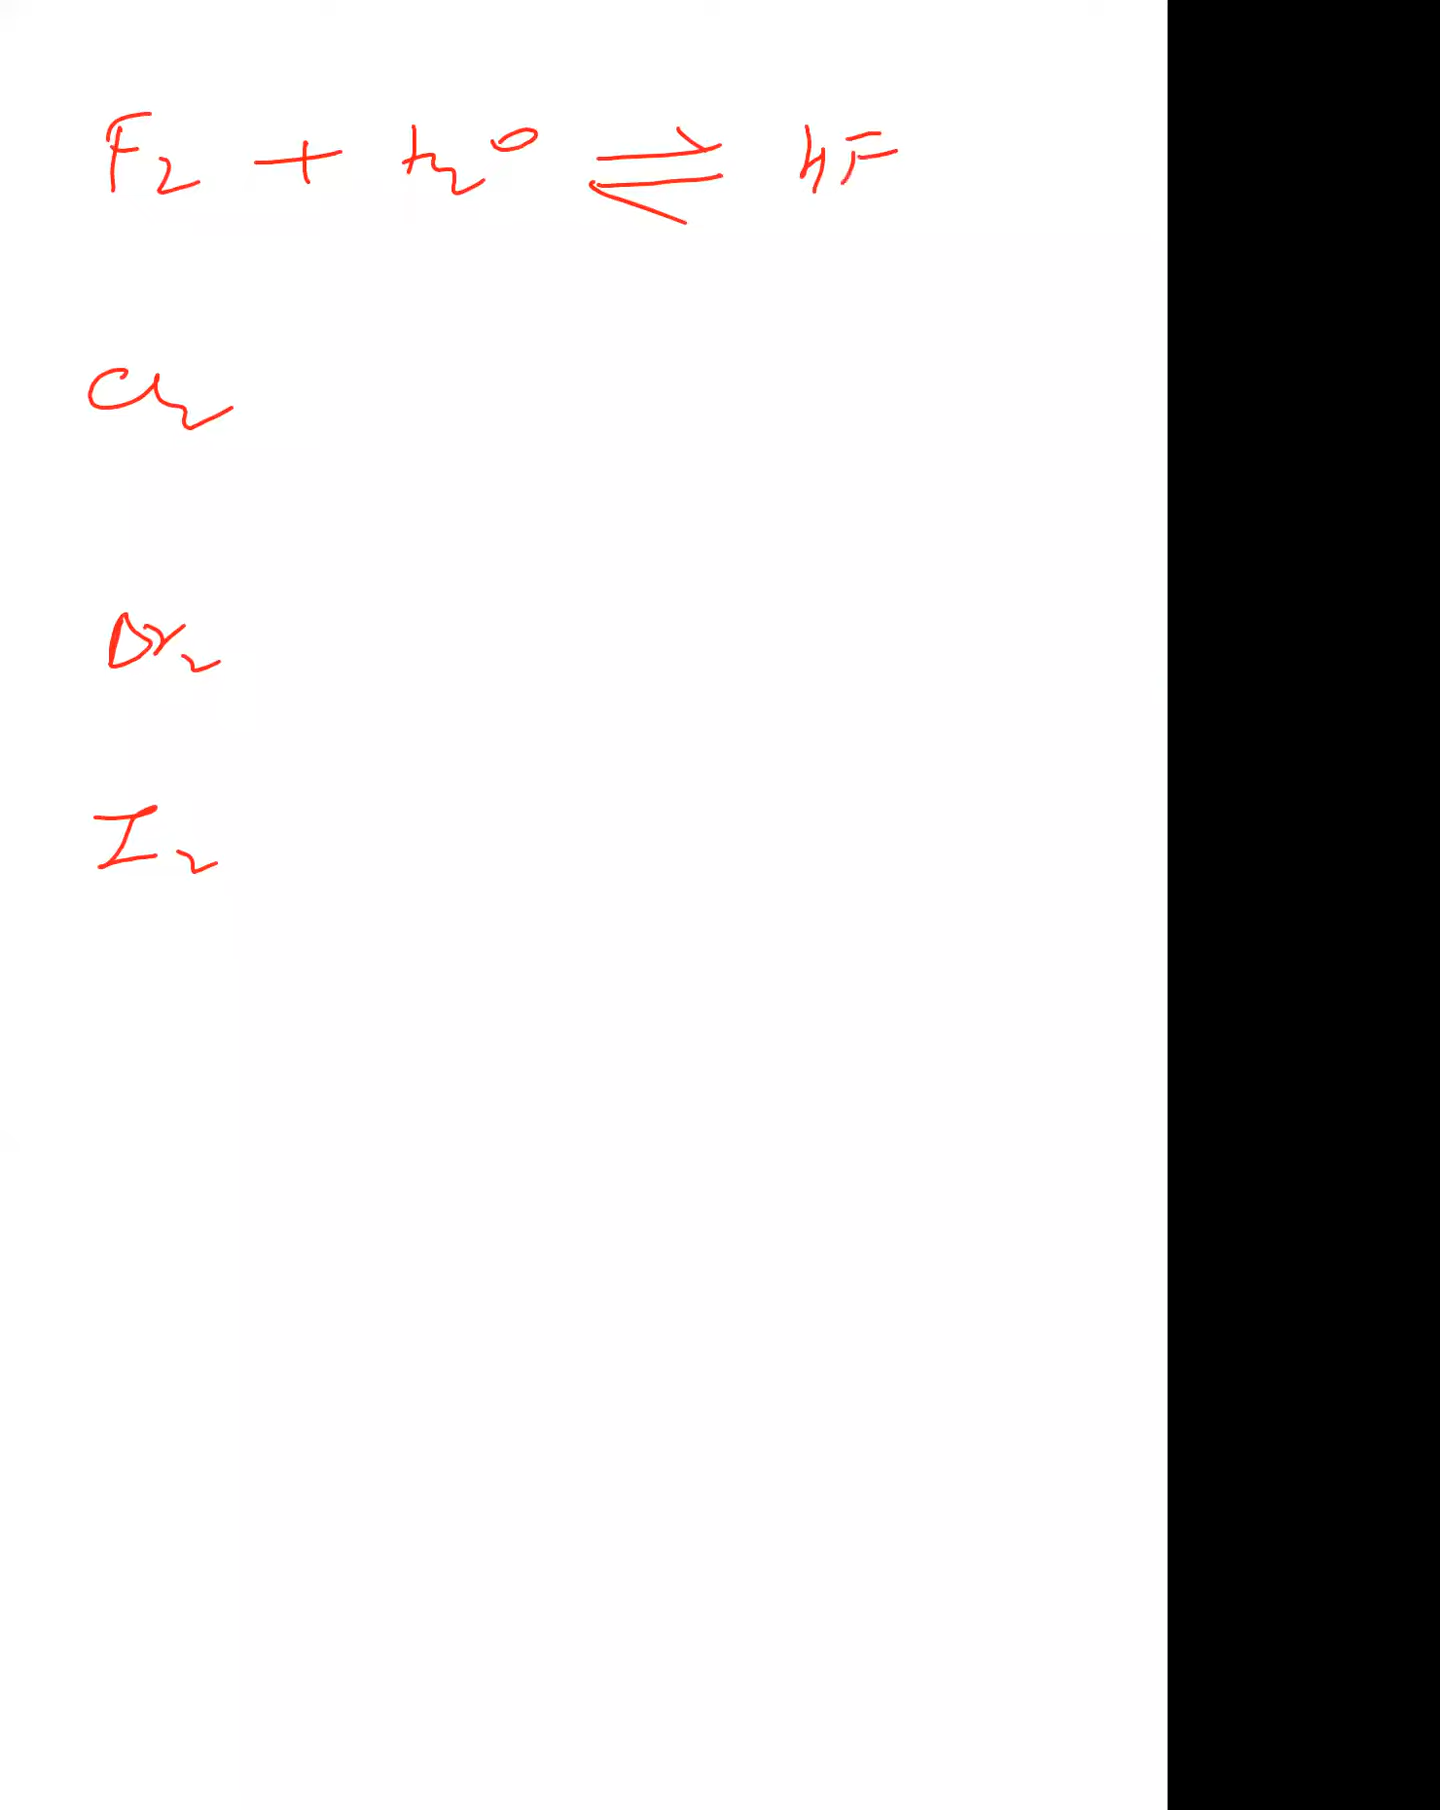 F₂ + H₂O ⇌ HF
Cl₂
Br₂
I₂